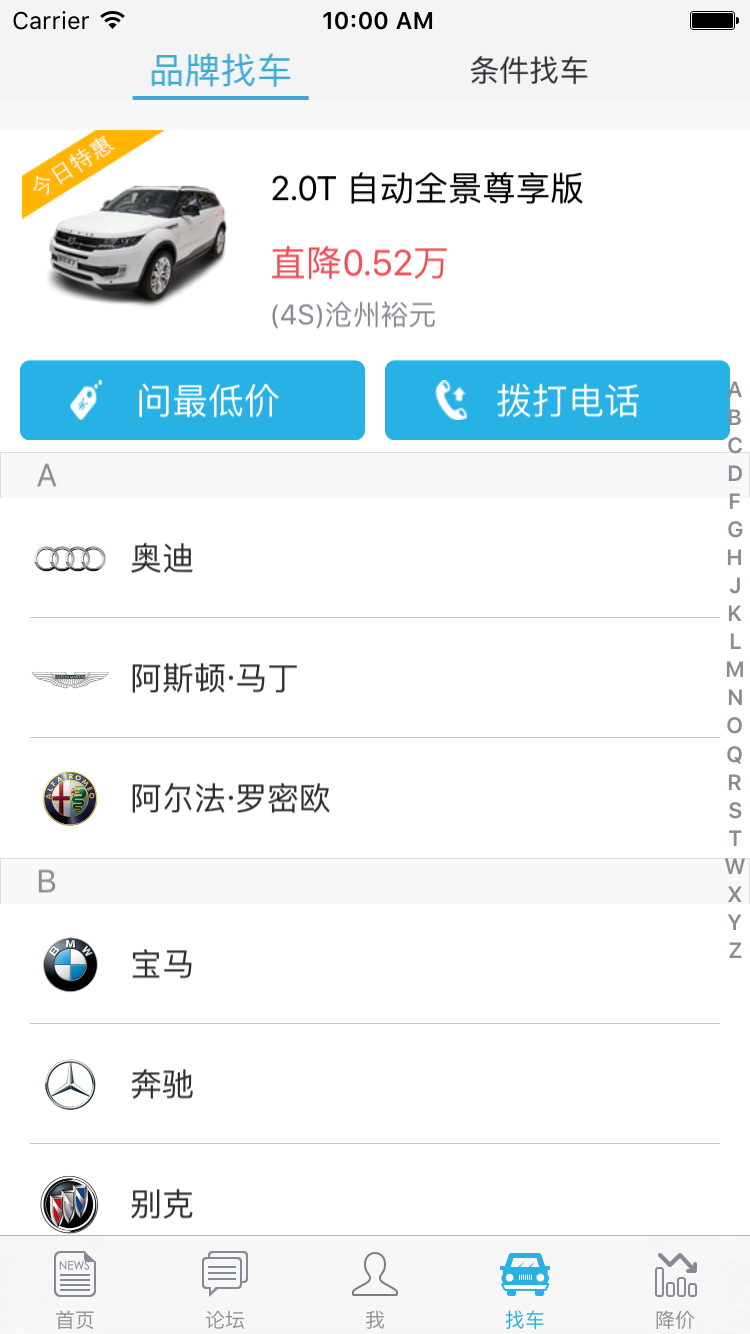 Carrier 10:00 AM
品牌找车 条件找车
今日特惠
2.0T 自动全景尊享版
直降0.52万
(4S)沧州裕元
问最低价 拨打电话
A
奥迪
阿斯顿·马丁
ALFA ROMEO
阿尔法·罗密欧
B
BMW
宝马
奔驰
别克
A
B
C
D
F
G
H
J
K
L
M
N
O
Q
R
S
T
W
X
Y
Z
NEWS
首页 论坛 我 找车 降价